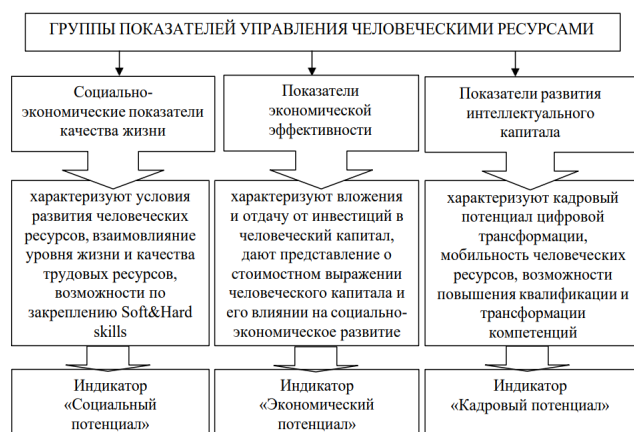 ГРУППЫ ПОКАЗАТЕЛЕЙ УПРАВЛЕНИЯ ЧЕЛОВЕЧЕСКИМИ РЕСУРСАМИ
Социально-
экономические показатели
качества жизни
Показатели
экономической
эффективности
Показатели развития
интеллектуального
капитала
характеризуют условия
развития человеческих
ресурсов, взаимовлияние
уровня жизни и качества
трудовых ресурсов,
возможности по
закреплению Soft&Hard
skills
характеризуют вложения
и отдачу от инвестиций в
человеческий капитал,
дают представление о
стоимостном выражении
человеческого капитала и
его влиянии на социально-
экономическое развитие
характеризуют кадровый
потенциал цифровой
трансформации,
мобильность человеческих
ресурсов, возможности
повышения квалификации и
трансформации
компетенций
Индикатор
«Социальный
потенциал»
Индикатор
«Экономический
потенциал»
Индикатор
«Кадровый потенциал»